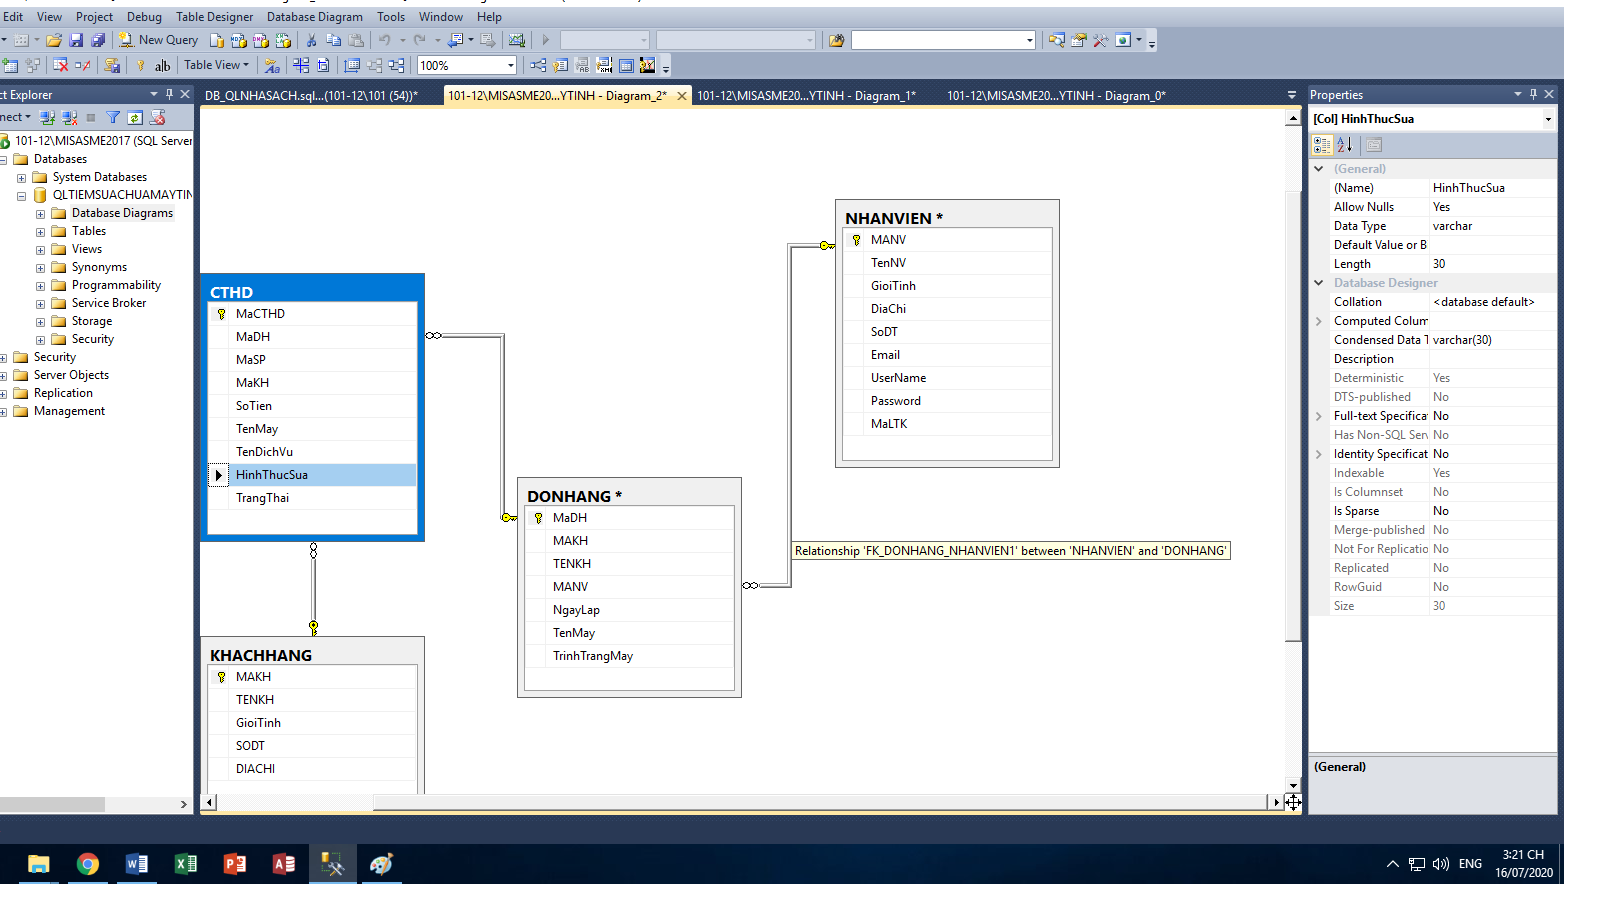 Edit View Project Debug Table Designer Database Diagram Tools Window Help
New Query
ab Table View 100%
ct Explorer
DB_QLNHASACH.sql...(101-12\101 (54))*
101-12\MISASME20...YTINH - Diagram_2*
101-12\MISASME20...YTINH - Diagram_1*
101-12\MISASME20...YTINH - Diagram_0*
Properties
nnect
101-12\MISASME2017 (SQL Server
Databases
System Databases
QLTIEMSUACHUAMAYTIN
Database Diagrams
Tables
Views
Synonyms
Programmability
Service Broker
Storage
Security
Security
Server Objects
Replication
Management
CTHD
MaCTHD
MaDH
MaSP
MaKH
SoTien
TenMay
TenDichVu
HinhThucSua
TrangThai
KHACHHANG
MAKH
TENKH
GioiTinh
SODT
DIACHI
DONHANG *
MaDH
MAKH
TENKH
MANV
NgayLap
TenMay
TrinhTrangMay
NHANVIEN *
MANV
TenNV
GioiTinh
DiaChi
SoDT
Email
UserName
Password
MaLTK
Relationship 'FK_DONHANG_NHANVIEN1' between 'NHANVIEN' and 'DONHANG'
[Col] HinhThucSua
(General)
(Name) HinhThucSua
Allow Nulls Yes
Data Type varchar
Default Value or B
Length 30
Database Designer
Collation <database default>
Computed Colum
Condensed Data T varchar(30)
Description
Deterministic Yes
DTS-published No
Full-text Specificat No
Has Non-SQL Serv No
Identity Specificat No
Indexable Yes
Is Columnset No
Is Sparse No
Merge-published No
Not For Replicatio No
Replicated No
RowGuid No
Size 30
(General)
ENG
3:21 CH
16/07/2020